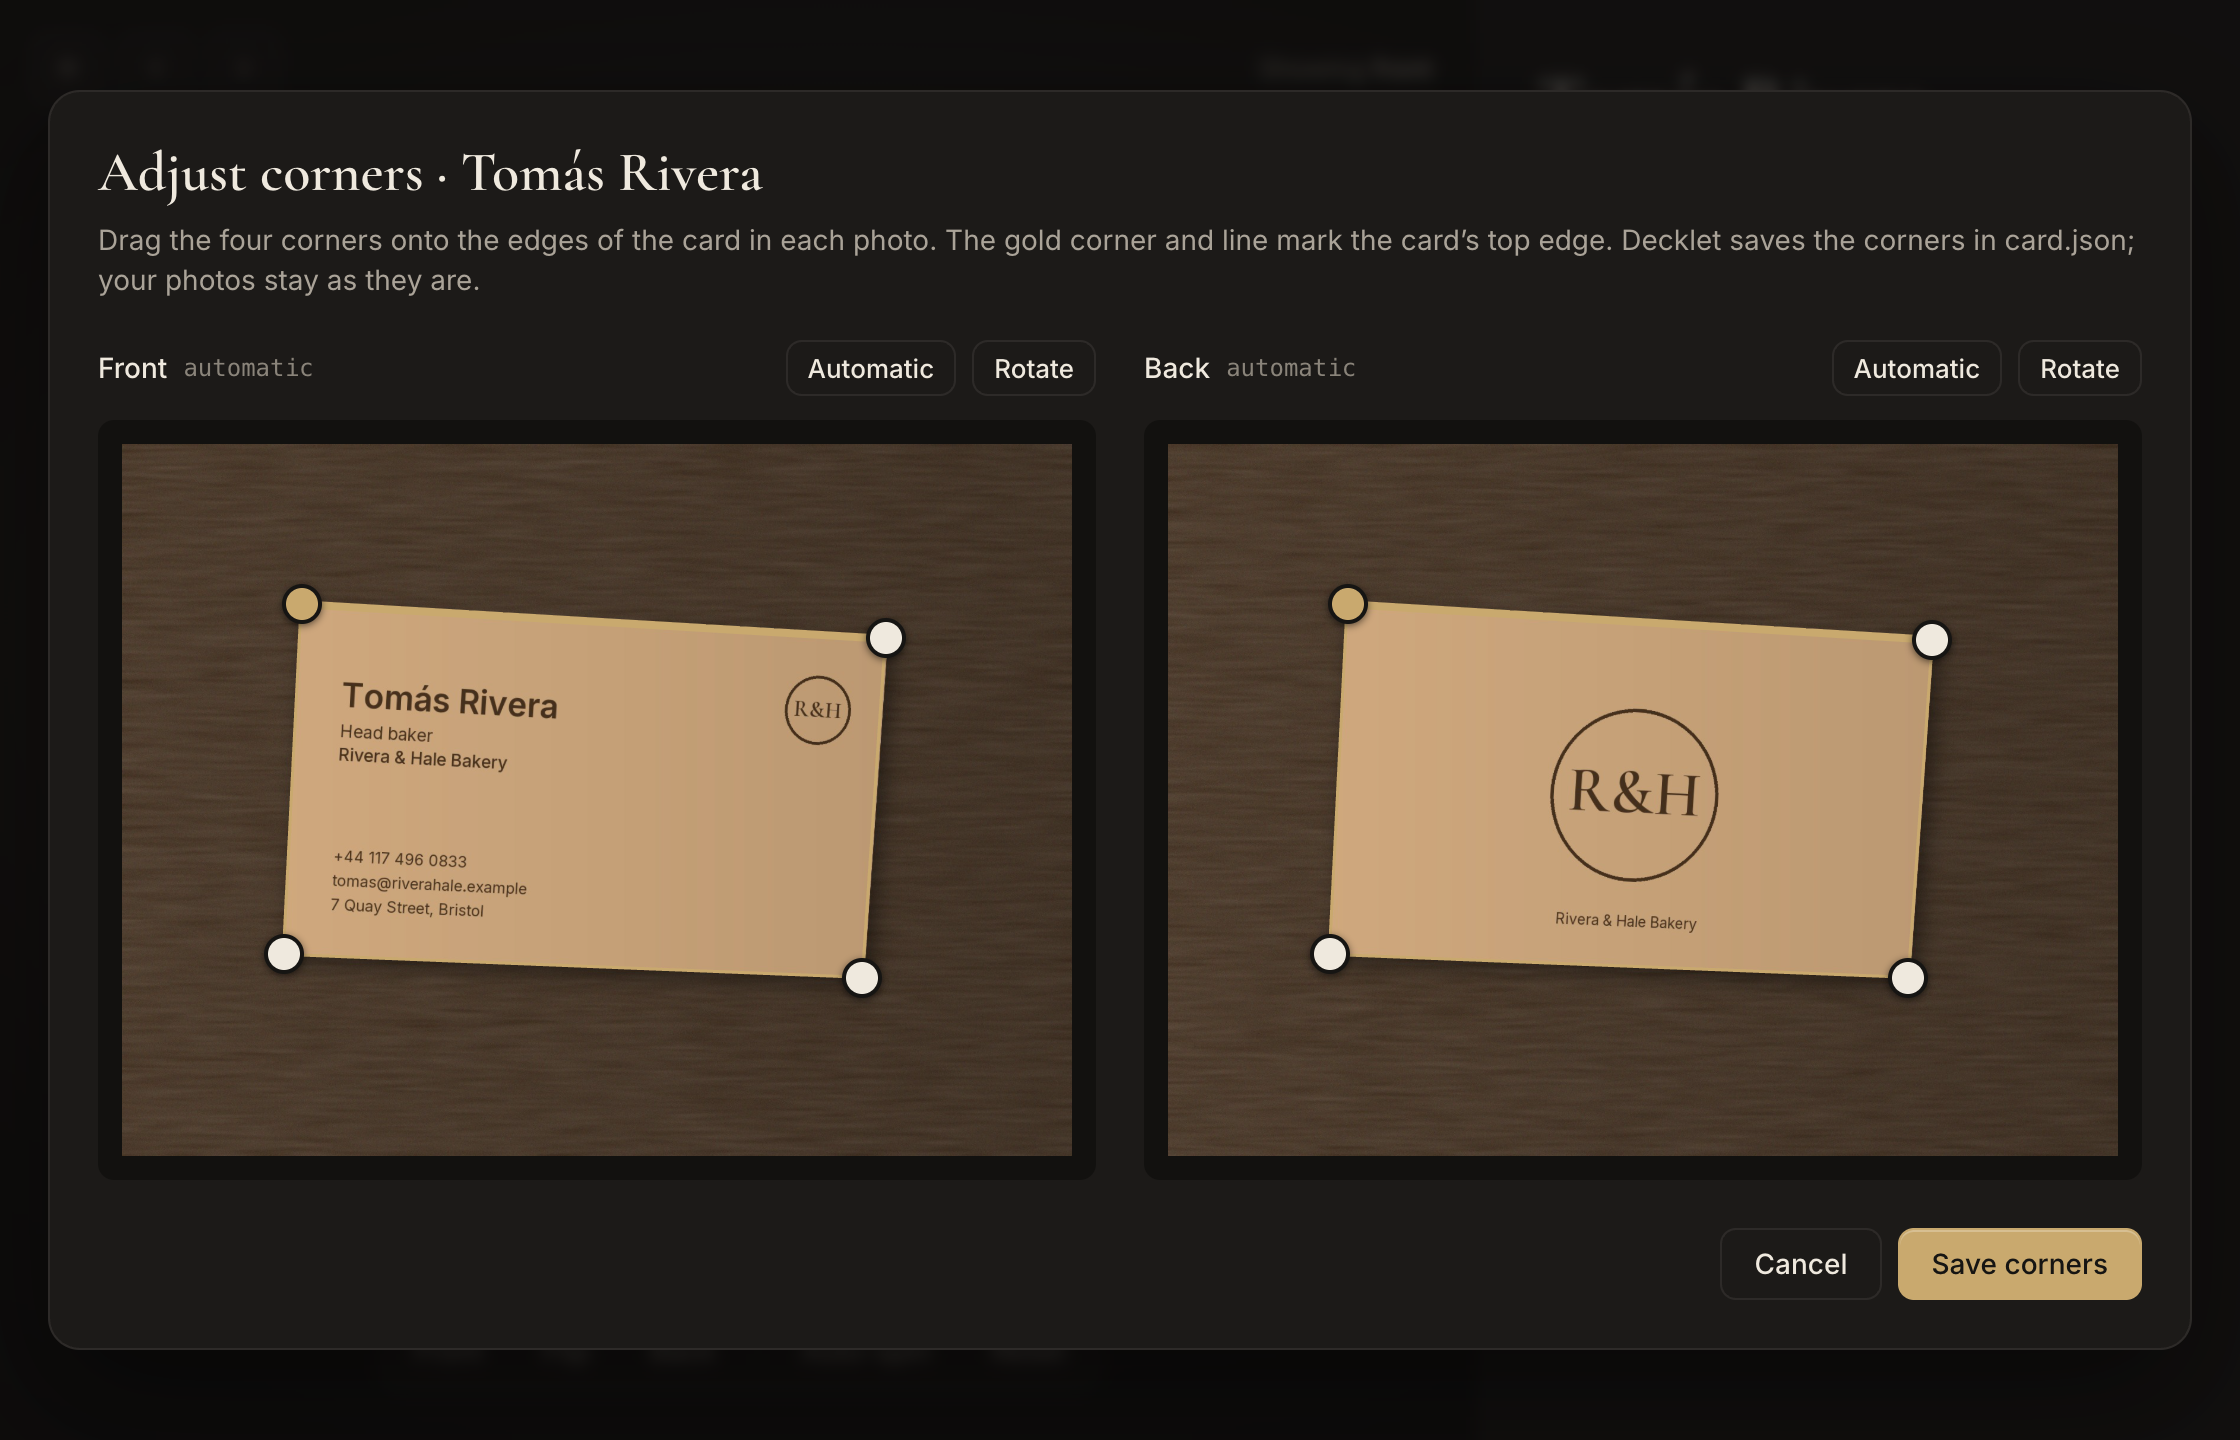 Adjust corners · Tomás Rivera
Drag the four corners onto the edges of the card in each photo. The gold corner and line mark the card’s top edge. Decklet saves the corners in card.json;
your photos stay as they are.
Front automatic Automatic Rotate
Back automatic Automatic Rotate
Tomás Rivera
Head baker
Rivera & Hale Bakery
R&H
+44 117 496 0833
tomas@riverahale.example
7 Quay Street, Bristol
R&H
Rivera & Hale Bakery
Cancel Save corners